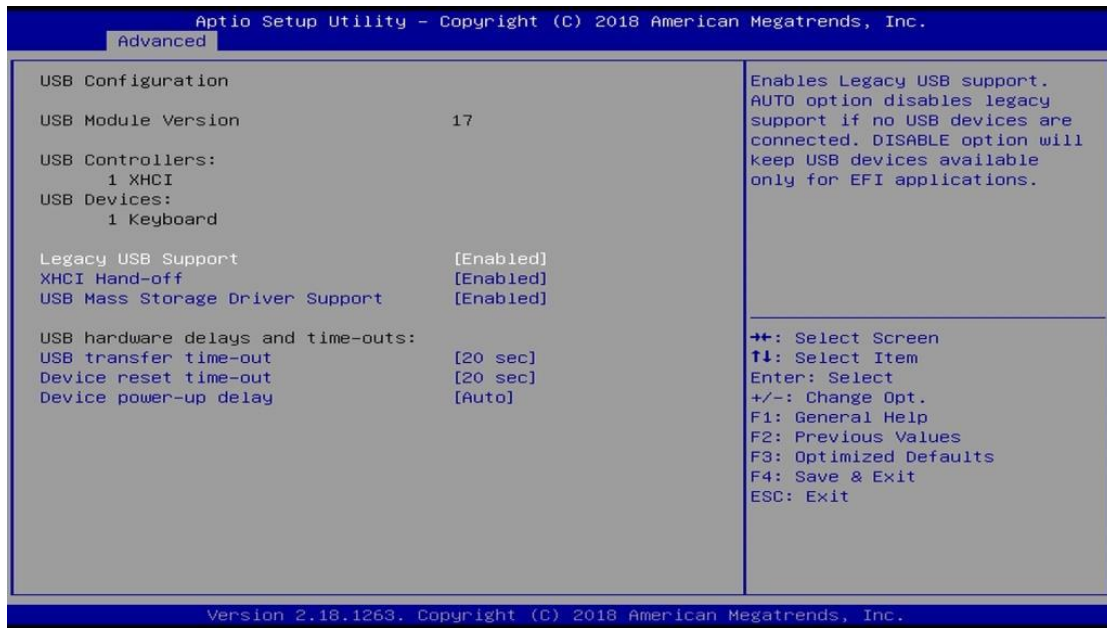 Aptio Setup Utility – Copyright (C) 2018 American Megatrends, Inc.
Advanced
USB Configuration
USB Module Version 17
USB Controllers:
1 XHCI
USB Devices:
1 Keyboard
Legacy USB Support [Enabled]
XHCI Hand-off [Enabled]
USB Mass Storage Driver Support [Enabled]
USB hardware delays and time-outs:
USB transfer time-out [20 sec]
Device reset time-out [20 sec]
Device power-up delay [Auto]
Enables Legacy USB support.
AUTO option disables legacy
support if no USB devices are
connected. DISABLE option will
keep USB devices available
only for EFI applications.
→←: Select Screen
↑↓: Select Item
Enter: Select
+/-: Change Opt.
F1: General Help
F2: Previous Values
F3: Optimized Defaults
F4: Save & Exit
ESC: Exit
Version 2.18.1263. Copyright (C) 2018 American Megatrends, Inc.